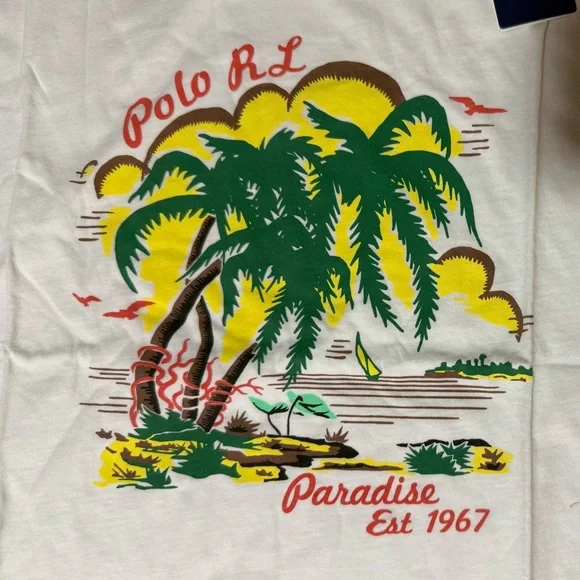 Polo RL
Paradise
Est 1967